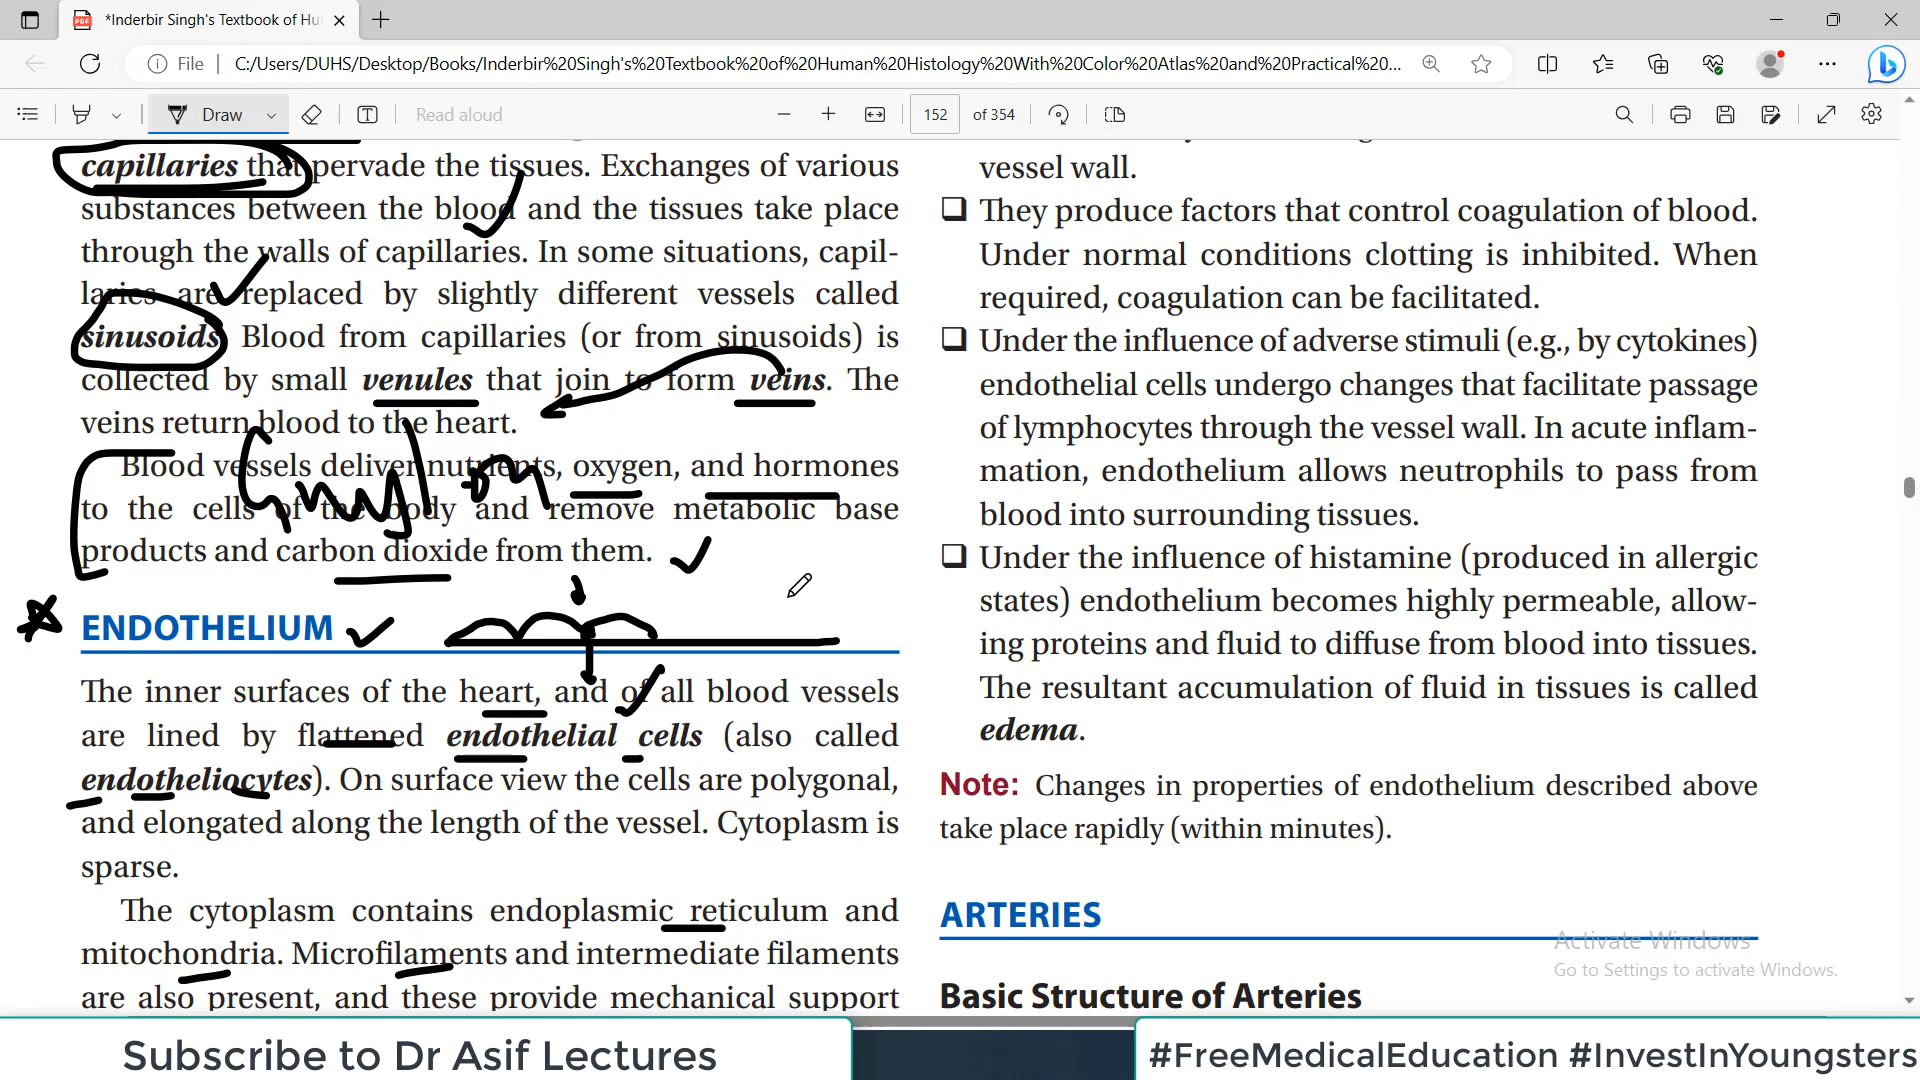 *Inderbir Singh's Textbook of Hu
File
C:/Users/DUHS/Desktop/Books/Inderbir%20Singh's%20Textbook%20of%20Human%20Histology%20With%20Color%20Atlas%20and%20Practical%20...
Draw
Read aloud
152
of 354
capillaries that pervade the tissues. Exchanges of various
substances between the blood and the tissues take place
through the walls of capillaries. In some situations, capil-
laries are replaced by slightly different vessels called
sinusoids. Blood from capillaries (or from sinusoids) is
collected by small venules that join to form veins. The
veins return blood to the heart.
Blood vessels deliver nutrients, oxygen, and hormones
to the cells of the body and remove metabolic base
products and carbon dioxide from them.
ENDOTHELIUM
The inner surfaces of the heart, and of all blood vessels
are lined by flattened endothelial cells (also called
endotheliocytes). On surface view the cells are polygonal,
and elongated along the length of the vessel. Cytoplasm is
sparse.
The cytoplasm contains endoplasmic reticulum and
mitochondria. Microfilaments and intermediate filaments
are also present, and these provide mechanical support
vessel wall.
❑ They produce factors that control coagulation of blood.
Under normal conditions clotting is inhibited. When
required, coagulation can be facilitated.
❑ Under the influence of adverse stimuli (e.g., by cytokines)
endothelial cells undergo changes that facilitate passage
of lymphocytes through the vessel wall. In acute inflam-
mation, endothelium allows neutrophils to pass from
blood into surrounding tissues.
❑ Under the influence of histamine (produced in allergic
states) endothelium becomes highly permeable, allow-
ing proteins and fluid to diffuse from blood into tissues.
The resultant accumulation of fluid in tissues is called
edema.
Note: Changes in properties of endothelium described above
take place rapidly (within minutes).
ARTERIES
Basic Structure of Arteries
Activate Windows
Go to Settings to activate Windows.
Subscribe to Dr Asif Lectures
#FreeMedicalEducation #InvestInYoungsters